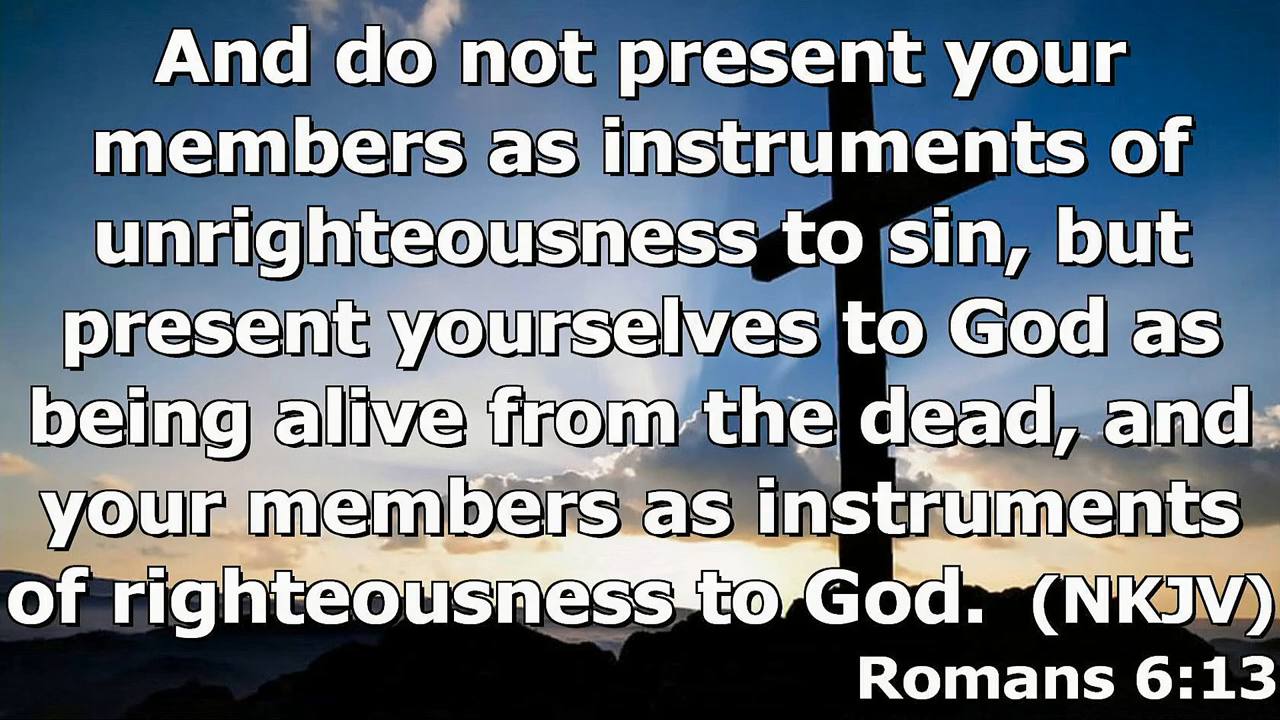 And do not present your
members as instruments of
unrighteousness to sin, but
present yourselves to God as
being alive from the dead, and
your members as instruments
of righteousness to God. (NKJV)
Romans 6:13